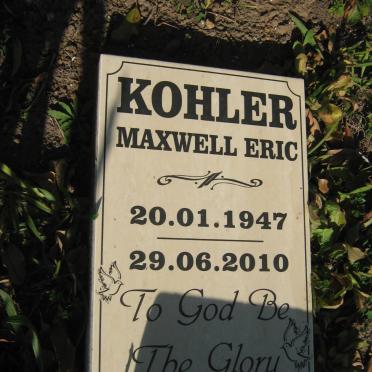 KOHLER
MAXWELL ERIC
20.01.1947
29.06.2010
To God Be
The Glory